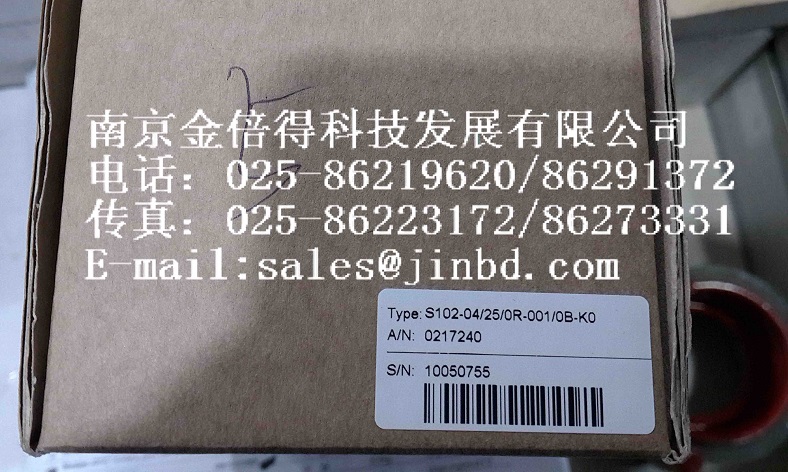 南京金倍得科技发展有限公司
电话：025-86219620/86291372
传真：025-86223172/86273331
E-mail:sales@jinbd.com
Type: S102-04/25/0R-001/0B-K0
A/N: 0217240
S/N: 10050755